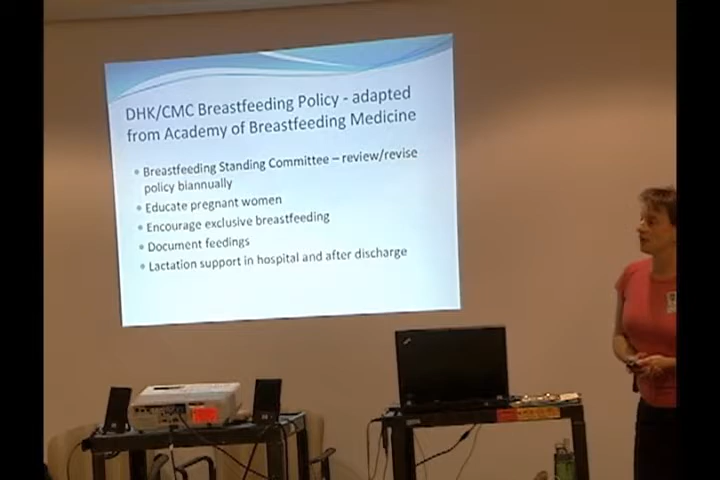 DHK/CMC Breastfeeding Policy - adapted
from Academy of Breastfeeding Medicine
• Breastfeeding Standing Committee – review/revise
policy biannually
• Educate pregnant women
• Encourage exclusive breastfeeding
• Document feedings
• Lactation support in hospital and after discharge